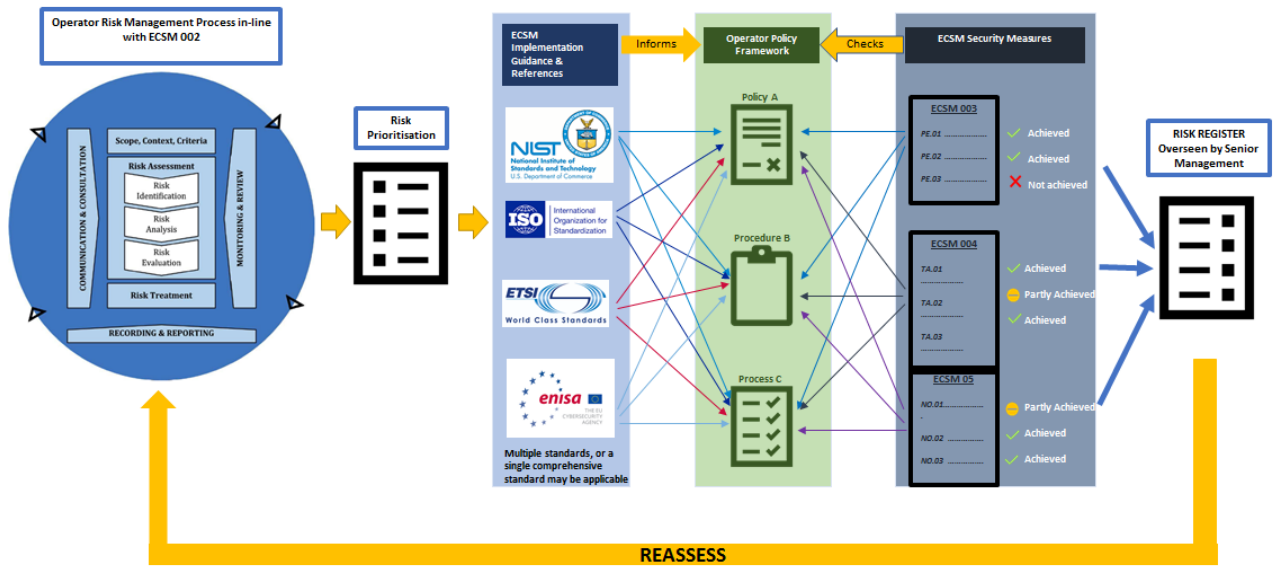 Operator Risk Management Process in-line
with ECSM 002
COMMUNICATION & CONSULTATION
Scope, Context, Criteria
Risk Assessment
Risk
Identification
Risk
Analysis
Risk
Evaluation
Risk Treatment
MONITORING & REVIEW
RECORDING & REPORTING
Risk
Prioritisation
ECSM
Implementation
Guidance &
References
Informs
Operator Policy
Framework
Checks
ECSM Security Measures
NIST
National Institute of
Standards and Technology
U.S. Department of Commerce
ISO
International
Organization for
Standardization
ETSI
World Class Standards
enisa
THE EU
CYBERSECURITY
AGENCY
Multiple standards, or a
single comprehensive
standard may be applicable
Policy A
Procedure B
Process C
ECSM 003
PE.01 .....................
Achieved
PE.02 .....................
Achieved
PE.03 .....................
Not achieved
ECSM 004
TA.01
.....................
Achieved
TA.02
.....................
Partly Achieved
TA.03
.....................
Achieved
ECSM 05
NO.01.....................
.
Partly Achieved
NO.02 .....................
Achieved
NO.03 .....................
Achieved
RISK REGISTER
Overseen by Senior
Management
REASSESS